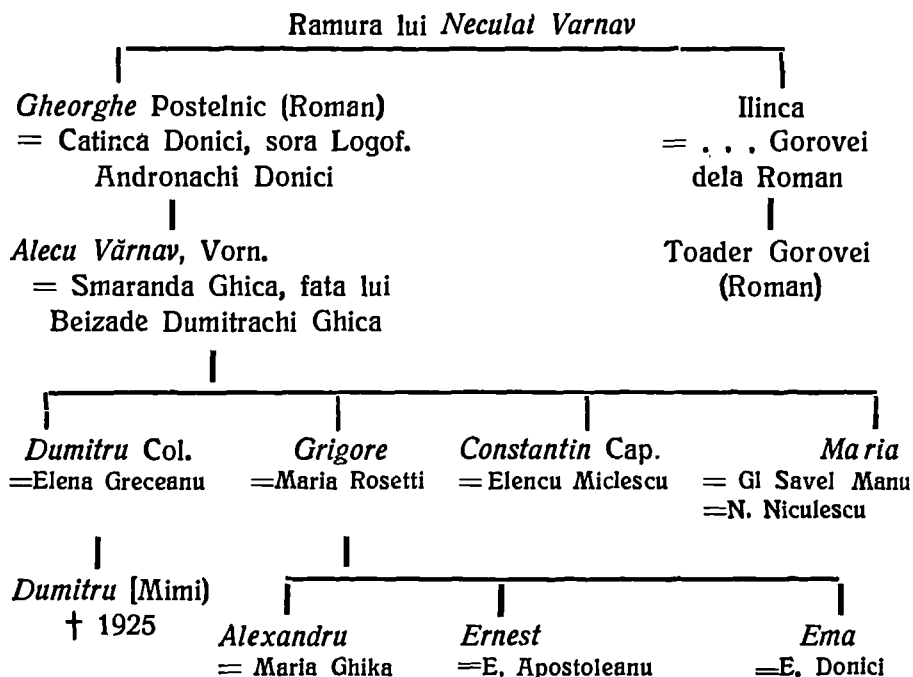 Ramura lui Neculai Varnav
Gheorghe Postelnic (Roman)
= Catinca Donici, sora Logof.
Andronachi Donici
Ilinca
= . . . Gorovei
dela Roman
Alecu Vărnav, Vorn.
= Smaranda Ghica, fata lui
Beizade Dumitrachi Ghica
Toader Gorovei
(Roman)
Dumitru Col.
=Elena Greceanu
Grigore
=Maria Rosetti
Constantin Cap.
=Elencu Miclescu
Maria
= Gl Savel Manu
=N. Niculescu
Dumitru [Mimi)
† 1925
Alexandru
= Maria Ghika
Ernest
=E. Apostoleanu
Ema
=E. Donici